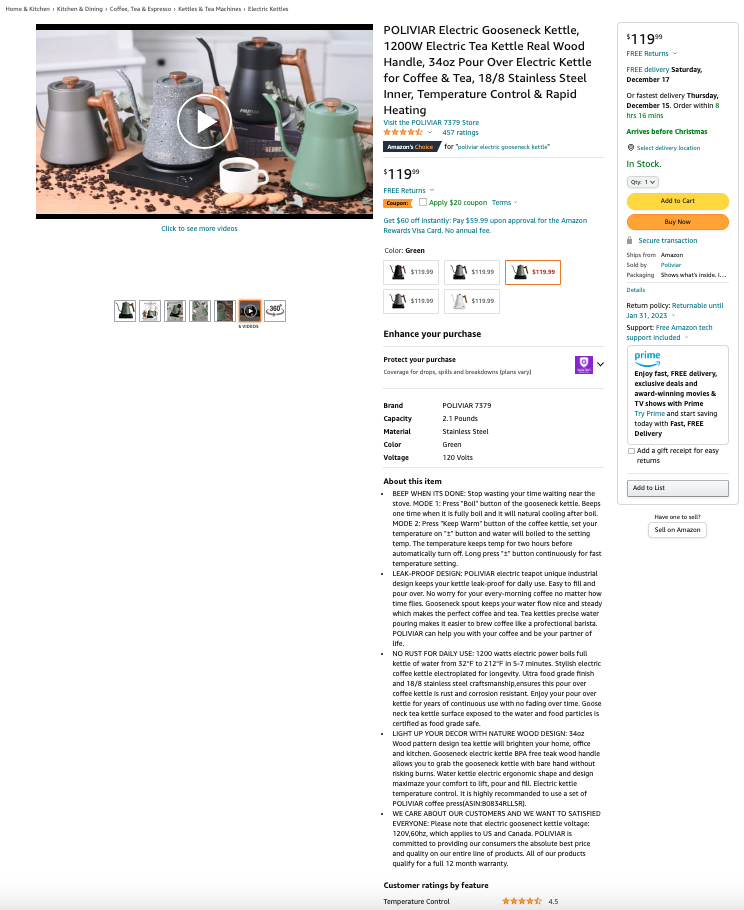 Home & Kitchen › Kitchen & Dining › Coffee, Tea & Espresso › Kettles & Tea Machines › Electric Kettles
Click to see more videos
6 VIDEOS
360°
POLIVIAR Electric Gooseneck Kettle,
1200W Electric Tea Kettle Real Wood
Handle, 34oz Pour Over Electric Kettle
for Coffee & Tea, 18/8 Stainless Steel
Inner, Temperature Control & Rapid
Heating
Visit the POLIVIAR 7379 Store
457 ratings
Amazon's Choice for "poliviar electric gooseneck kettle"
$119 99
FREE Returns
Coupon: Apply $20 coupon Terms
Get $60 off instantly: Pay $59.99 upon approval for the Amazon
Rewards Visa Card. No annual fee.
Color: Green
$119.99 $119.99 $119.99
$119.99 $119.99
Enhance your purchase
Protect your purchase
Coverage for drops, spills and breakdowns (plans vary)
Brand POLIVIAR 7379
Capacity 2.1 Pounds
Material Stainless Steel
Color Green
Voltage 120 Volts
About this item
• BEEP WHEN ITS DONE: Stop wasting your time waiting near the
stove. MODE 1: Press "Boil" button of the gooseneck kettle. Beeps
one time when it is fully boil and it will natural cooling after boil.
MODE 2: Press "Keep Warm" button of the coffee kettle, set your
temperature on "±" button and water will boiled to the setting
temp. The temperature keeps temp for two hours before
automatically turn off. Long press "±" button continuously for fast
temperature setting.
• LEAK-PROOF DESIGN: POLIVIAR electric teapot unique industrial
design keeps your kettle leak-proof for daily use. Easy to fill and
pour over. No worry for your every-morning coffee no matter how
time flies. Gooseneck spout keeps your water flow nice and steady
which makes the perfect coffee and tea. Tea kettles precise water
pouring makes it easier to brew coffee like a profectional barista.
POLIVIAR can help you with your coffee and be your partner of
life.
• NO RUST FOR DAILY USE: 1200 watts electric power boils full
kettle of water from 32°F to 212°F in 5-7 minutes. Stylish electric
coffee kettle electroplated for longevity. Ultra food grade finish
and 18/8 stainless steel craftsmanship,ensures this pour over
coffee kettle is rust and corrosion resistant. Enjoy your pour over
kettle for years of continuous use with no fading over time. Goose
neck tea kettle surface exposed to the water and food particles is
certified as food grade safe.
• LIGHT UP YOUR DECOR WITH NATURE WOOD DESIGN: 34oz
Wood pattern design tea kettle will brighten your home, office
and kitchen. Gooseneck electric kettle BPA free teak wood handle
allows you to grab the gooseneck kettle with bare hand without
risking burns. Water kettle electric ergonomic shape and design
maximaze your comfort to lift, pour and fill. Electric kettle
temperature control. It is highly recommanded to use a set of
POLIVIAR coffee press(ASIN:B0834RLLSR).
• WE CARE ABOUT OUR CUSTOMERS AND WE WANT TO SATISFIED
EVERYONE: Please note that electric goosenect kettle voltage:
120V,60hz, which applies to US and Canada. POLIVIAR is
committed to providing our consumers the absolute best price
and quality on our entire line of products. All of our products
qualify for a full 12 month warranty.
Customer ratings by feature
Temperature Control 4.5
$119 99
FREE Returns
FREE delivery Saturday,
December 17
Or fastest delivery Thursday,
December 15. Order within 8
hrs 16 mins
Arrives before Christmas
Select delivery location
In Stock.
Qty: 1
Add to Cart
Buy Now
Secure transaction
Ships from Amazon
Sold by Poliviar
Packaging Shows what's inside. I...
Details
Return policy: Returnable until
Jan 31, 2023
Support: Free Amazon tech
support included
prime
Enjoy fast, FREE delivery,
exclusive deals and
award-winning movies &
TV shows with Prime
Try Prime and start saving
today with Fast, FREE
Delivery
Add a gift receipt for easy
returns
Add to List
Have one to sell?
Sell on Amazon